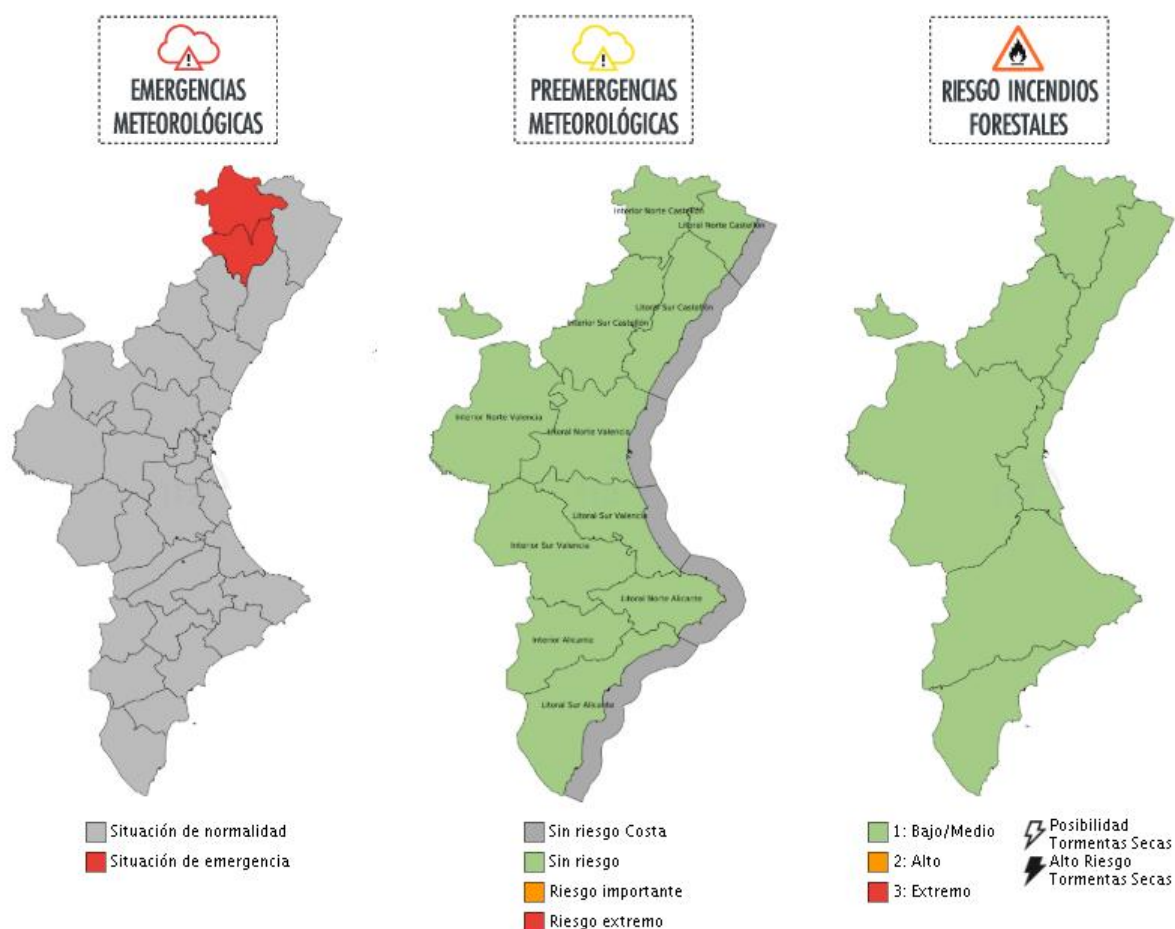 EMERGENCIAS
METEOROLÓGICAS
PREEMERGENCIAS
METEOROLÓGICAS
RIESGO INCENDIOS
FORESTALES
Interior Norte Castellón
Litoral Norte Castellón
Litoral Sur Castellón
Interior Sur Castellón
Interior Norte Valencia
Litoral Norte Valencia
Litoral Sur Valencia
Interior Sur Valencia
Litoral Norte Alicante
Interior Alicante
Litoral Sur Alicante
Situación de normalidad
Situación de emergencia
Sin riesgo Costa
Sin riesgo
Riesgo importante
Riesgo extremo
1: Bajo/Medio
2: Alto
3: Extremo
Posibilidad
Tormentas Secas
Alto Riesgo
Tormentas Secas